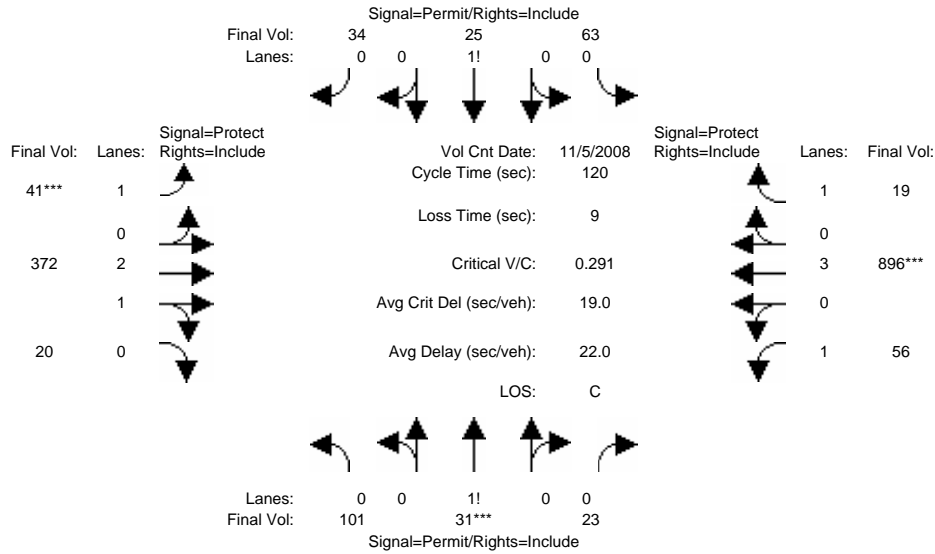 Signal=Permit/Rights=Include
Final Vol: 34 25 63
Lanes: 0 0 1! 0 0
Signal=Protect Signal=Protect
Final Vol: Lanes: Rights=Include Vol Cnt Date: 11/5/2008 Rights=Include Lanes: Final Vol:
Cycle Time (sec): 120
41*** 1 1 19
Loss Time (sec): 9
0 0
372 2 Critical V/C: 0.291 3 896***
1 Avg Crit Del (sec/veh): 19.0 0
20 0 Avg Delay (sec/veh): 22.0 1 56
LOS: C
Lanes: 0 0 1! 0 0
Final Vol: 101 31*** 23
Signal=Permit/Rights=Include